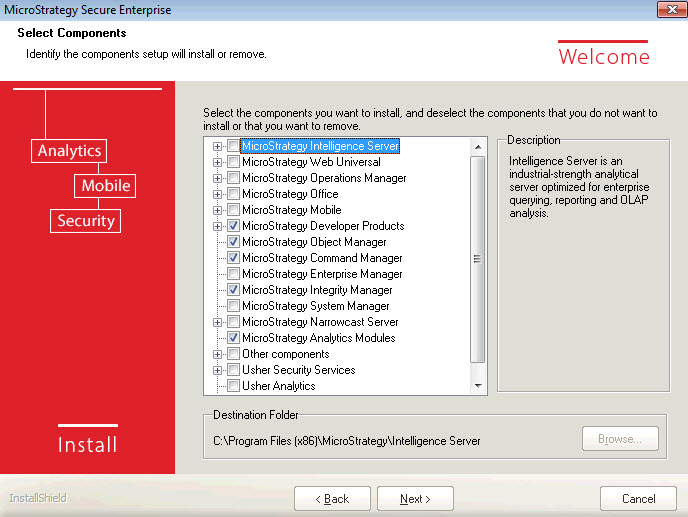 MicroStrategy Secure Enterprise
Select Components
Identify the components setup will install or remove.
Welcome
Analytics
Mobile
Security
Install
Select the components you want to install, and deselect the components that you do not want to
install or that you want to remove.
MicroStrategy Intelligence Server
MicroStrategy Web Universal
MicroStrategy Operations Manager
MicroStrategy Office
MicroStrategy Mobile
MicroStrategy Developer Products
MicroStrategy Object Manager
MicroStrategy Command Manager
MicroStrategy Enterprise Manager
MicroStrategy Integrity Manager
MicroStrategy System Manager
MicroStrategy Narrowcast Server
MicroStrategy Analytics Modules
Other components
Usher Security Services
Usher Analytics
Description
Intelligence Server is an
industrial-strength analytical
server optimized for enterprise
querying, reporting and OLAP
analysis.
Destination Folder
C:\Program Files (x86)\MicroStrategy\Intelligence Server
Browse...
InstallShield
< Back
Next >
Cancel